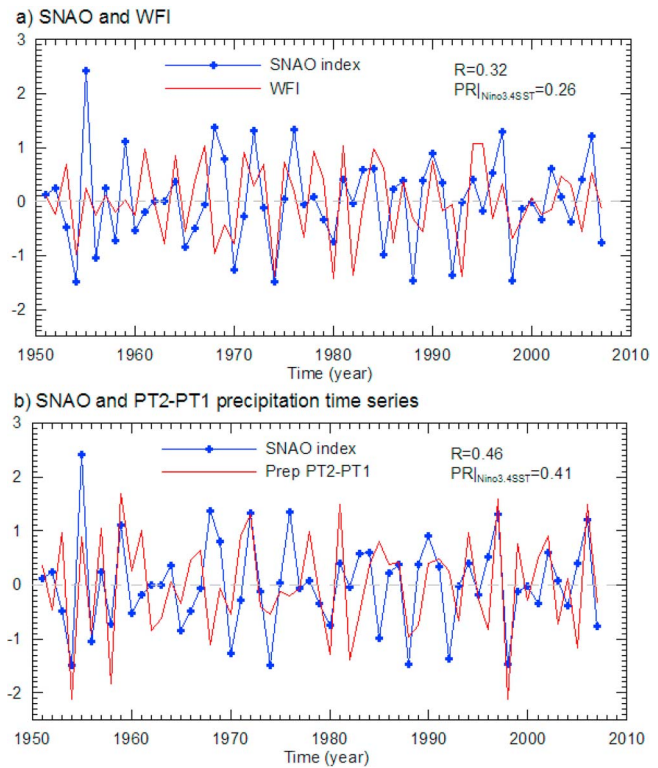 a) SNAO and WFI
3
2
1
0
-1
-2
SNAO index
WFI
R=0.32
PR|Nino3.4SST=0.26
1950 1960 1970 1980 1990 2000 2010
Time (year)
b) SNAO and PT2-PT1 precipitation time series
3
2
1
0
-1
-2
SNAO index
Prep PT2-PT1
R=0.46
PR|Nino3.4SST=0.41
1950 1960 1970 1980 1990 2000 2010
Time (year)